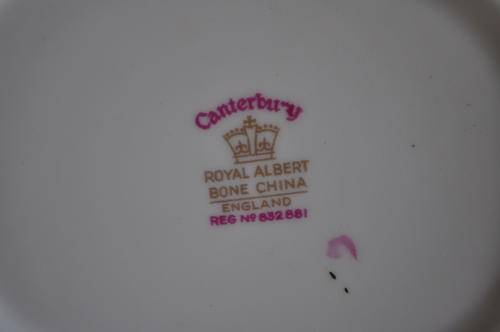 Canterbury
ROYAL ALBERT
BONE CHINA
ENGLAND
REG Nº 832881